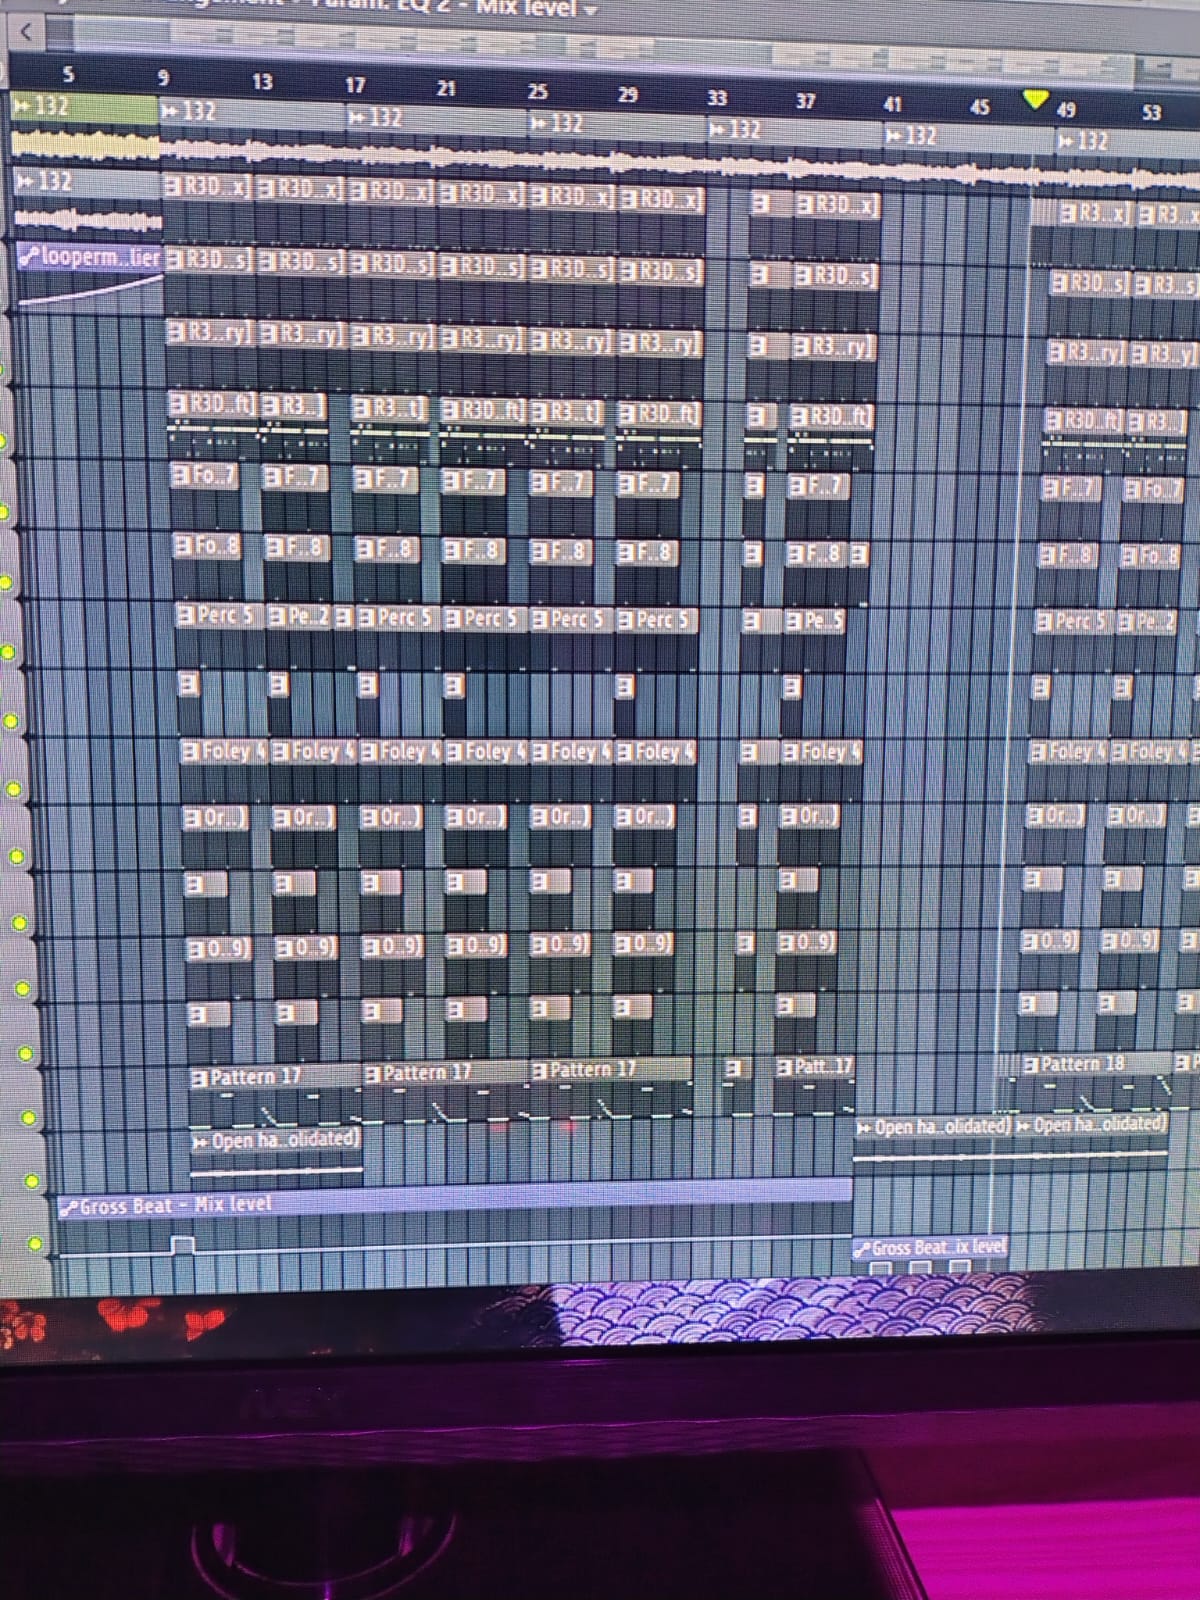 Param. EQ 2 - Mix level
5 9 13 17 21 25 29 33 37 41 45 49 53
132 132 132 132 132 132 132
132 R3D...x] R3D...x] R3D...x] R3D...x] R3D...x] R3D...x] R3D...x] R3...x] R3...x
looperm...lier R3D...s] R3D...s] R3D...s] R3D...s] R3D...s] R3D...s] R3D...s] R3D...s] R3...s]
R3...ry] R3...ry] R3...ry] R3...ry] R3...ry] R3...ry] R3...ry] R3...ry] R3...y]
R3D...ft] R3...] R3...t] R3D...ft] R3...t] R3D...ft] R3D...ft] R3D...ft] R3...]
Fo...7 F...7 F...7 F...7 F...7 F...7 F...7 F...7 Fo...7
Fo...8 F...8 F...8 F...8 F...8 F...8 F...8 F...8 Fo...8
Perc 5 Pe...2 Perc 5 Perc 5 Perc 5 Perc 5 Pe...5 Perc 5 Pe...2
Foley 4 Foley 4 Foley 4 Foley 4 Foley 4 Foley 4 Foley 4 Foley 4 Foley 4
Or...) Or...) Or...) Or...) Or...) Or...) Or...) Or...) Or...)
O...9) O...9) O...9) O...9) O...9) O...9) O...9) O...9) O...9)
Pattern 17 Pattern 17 Pattern 17 Patt...17 Pattern 18
Open ha...olidated) Open ha...olidated) Open ha...olidated)
Gross Beat - Mix level
Gross Beat...ix level